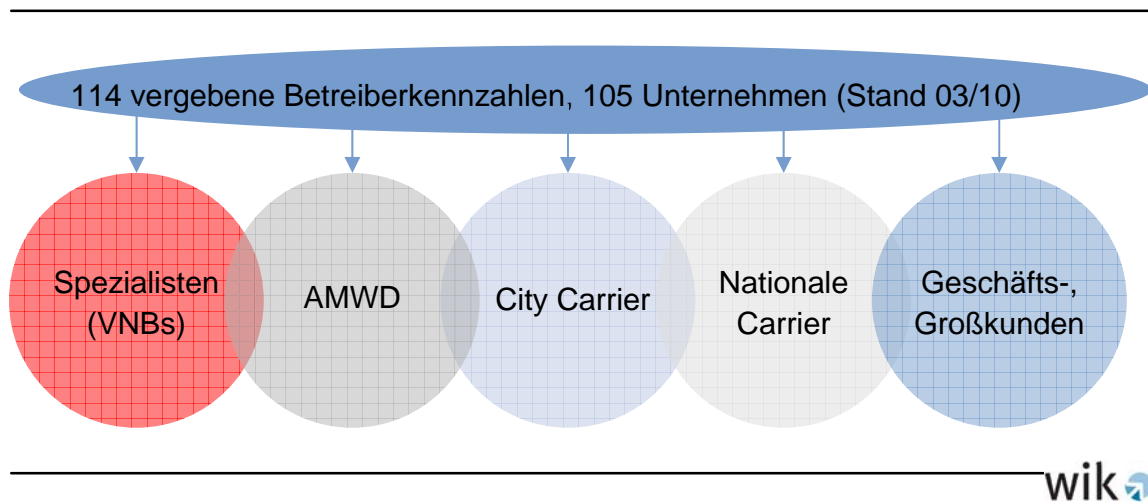 114 vergebene Betreiberkennzahlen, 105 Unternehmen (Stand 03/10)
Spezialisten
(VNBs)
AMWD
City Carrier
Nationale
Carrier
Geschäfts-,
Großkunden
wik